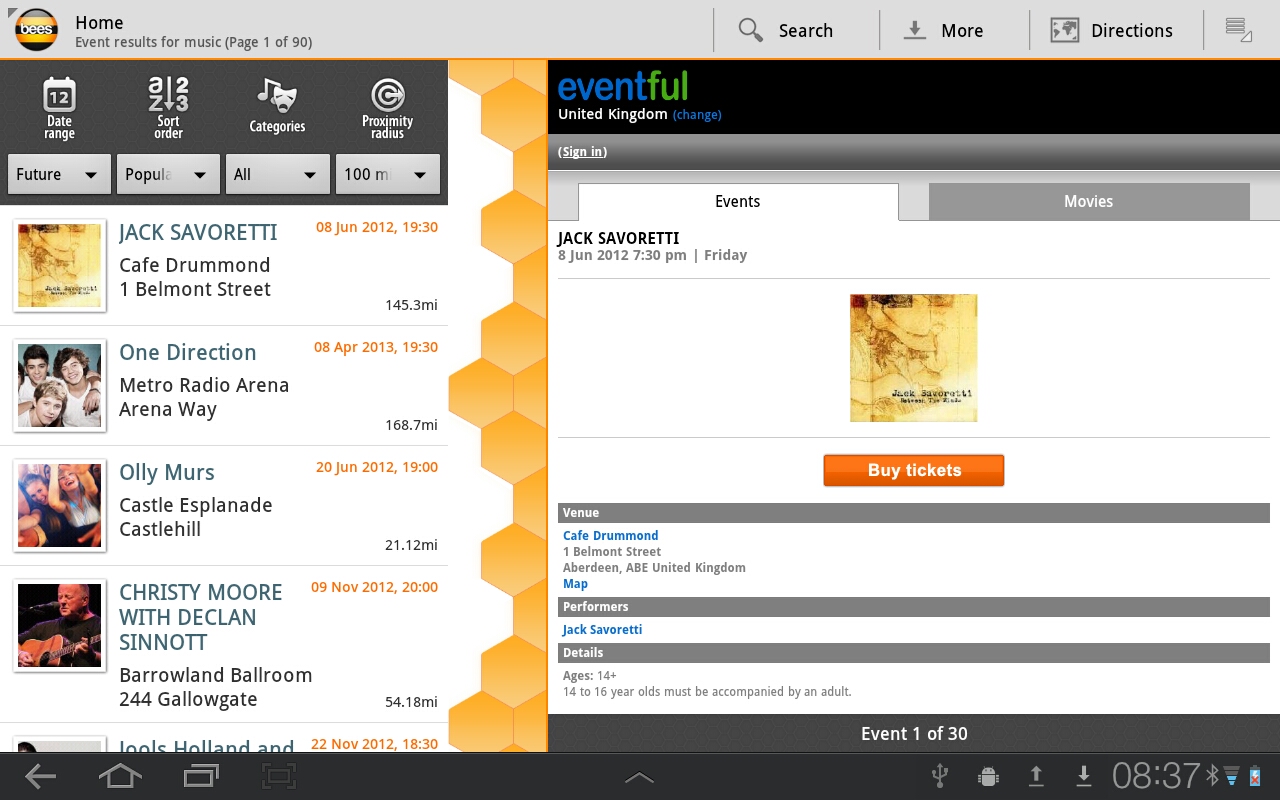 bees
Home
Event results for music (Page 1 of 90)
Search
More
Directions
12
Date
range
a 2
z 3
Sort
order
Categories
Proximity
radius
Future
Popula
All
100 mi
JACK SAVORETTI
08 Jun 2012, 19:30
Cafe Drummond
1 Belmont Street
145.3mi
One Direction
08 Apr 2013, 19:30
Metro Radio Arena
Arena Way
168.7mi
Olly Murs
20 Jun 2012, 19:00
Castle Esplanade
Castlehill
21.12mi
CHRISTY MOORE
WITH DECLAN
SINNOTT
09 Nov 2012, 20:00
Barrowland Ballroom
244 Gallowgate
54.18mi
Jools Holland and
22 Nov 2012, 18:30
eventful
United Kingdom (change)
(Sign in)
Events
Movies
JACK SAVORETTI
8 Jun 2012 7:30 pm | Friday
Jack Savoretti
Between The Minds
Buy tickets
Venue
Cafe Drummond
1 Belmont Street
Aberdeen, ABE United Kingdom
Map
Performers
Jack Savoretti
Details
Ages: 14+
14 to 16 year olds must be accompanied by an adult.
Event 1 of 30
08:37